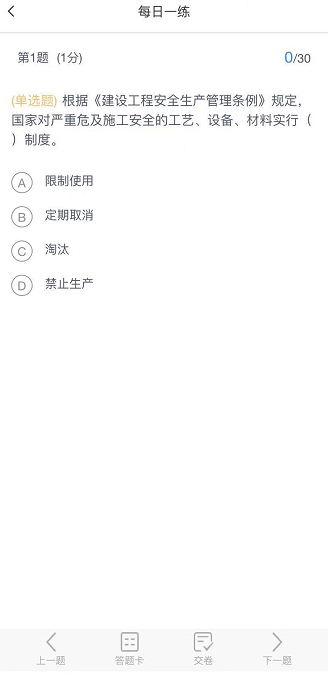 每日一练
第1题 (1分) 0/30
(单选题) 根据《建设工程安全生产管理条例》规定，
国家对严重危及施工安全的工艺、设备、材料实行（
）制度。
A 限制使用
B 定期取消
C 淘汰
D 禁止生产
上一题 答题卡 交卷 下一题